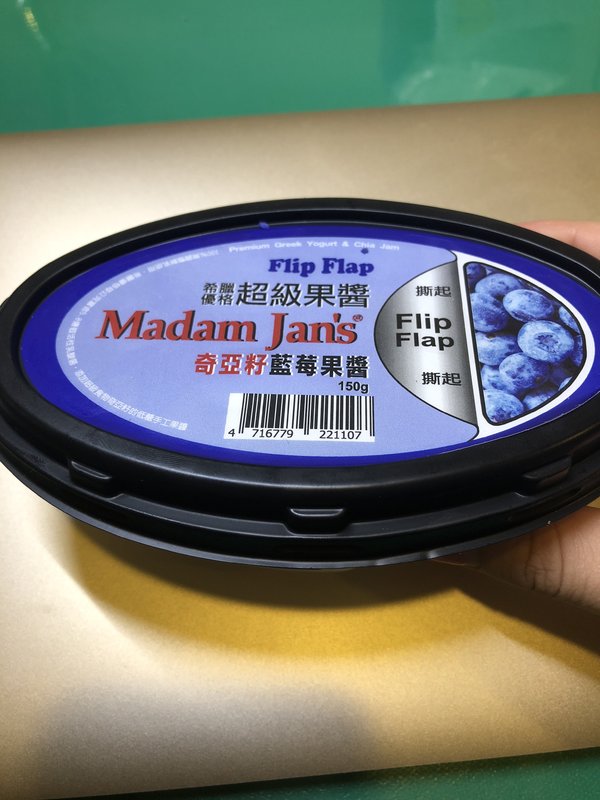 Premium Greek Yogurt & Chia Jam
Flip Flap
希臘
優格
超級果醬
Madam Jan's®
奇亞籽藍莓果醬
150g
4 716779 221107
撕起
Flip
Flap
撕起